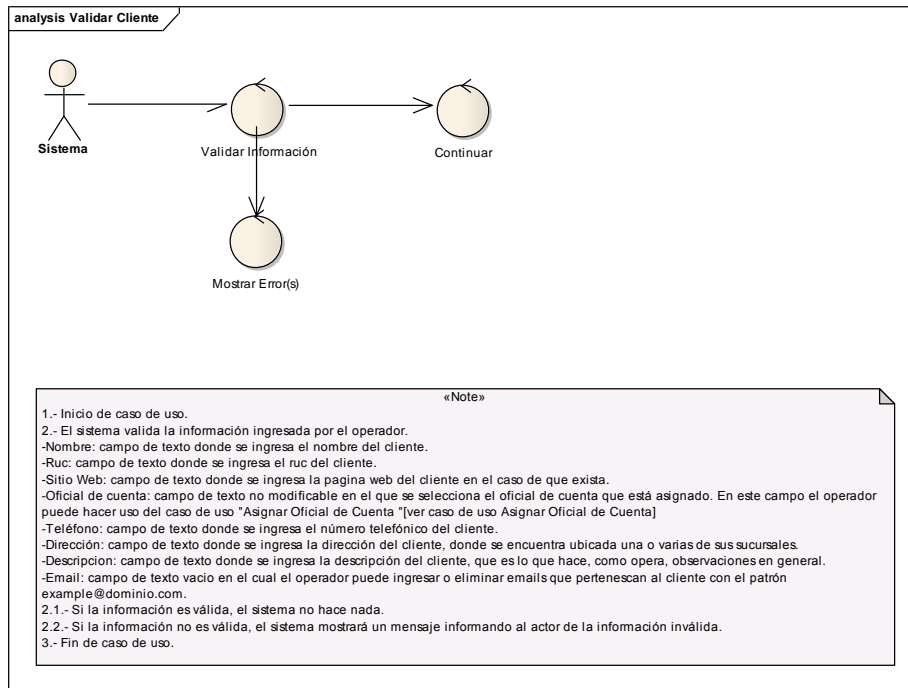 analysis Validar Cliente
Sistema
Validar Información
Continuar
Mostrar Error(s)
«Note»
1.- Inicio de caso de uso.
2.- El sistema valida la información ingresada por el operador.
-Nombre: campo de texto donde se ingresa el nombre del cliente.
-Ruc: campo de texto donde se ingresa el ruc del cliente.
-Sitio Web: campo de texto donde se ingresa la pagina web del cliente en el caso de que exista.
-Oficial de cuenta: campo de texto no modificable en el que se selecciona el oficial de cuenta que está asignado. En este campo el operador
puede hacer uso del caso de uso "Asignar Oficial de Cuenta "[ver caso de uso Asignar Oficial de Cuenta]
-Teléfono: campo de texto donde se ingresa el número telefónico del cliente.
-Dirección: campo de texto donde se ingresa la dirección del cliente, donde se encuentra ubicada una o varias de sus sucursales.
-Descripcion: campo de texto donde se ingresa la descripción del cliente, que es lo que hace, como opera, observaciones en general.
-Email: campo de texto vacio en el cual el operador puede ingresar o eliminar emails que pertenescan al cliente con el patrón
example@dominio.com.
2.1.- Si la información es válida, el sistema no hace nada.
2.2.- Si la información no es válida, el sistema mostrará un mensaje informando al actor de la información inválida.
3.- Fin de caso de uso.